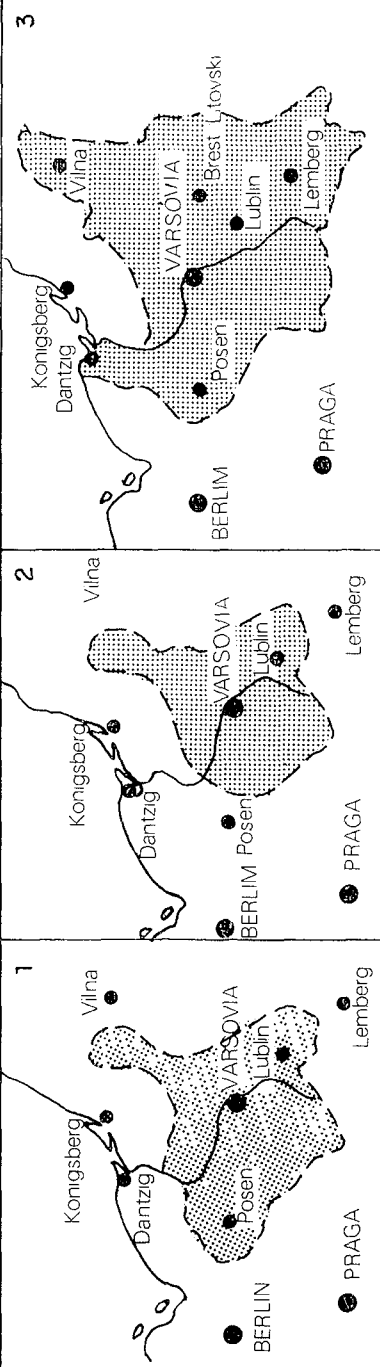 1
Konigsberg
Vilna
Dantzig
VARSOVIA
Lublin
Posen
BERLIN
PRAGA
Lemberg
2
Vilna
Konigsberg
Dantzig
VARSOVIA
Lublin
BERLIM Posen
Lemberg
PRAGA
3
Konigsberg
Dantzig
Vilna
VARSOVIA
Brest Litovski
Lublin
Lemberg
Posen
BERLIM
PRAGA